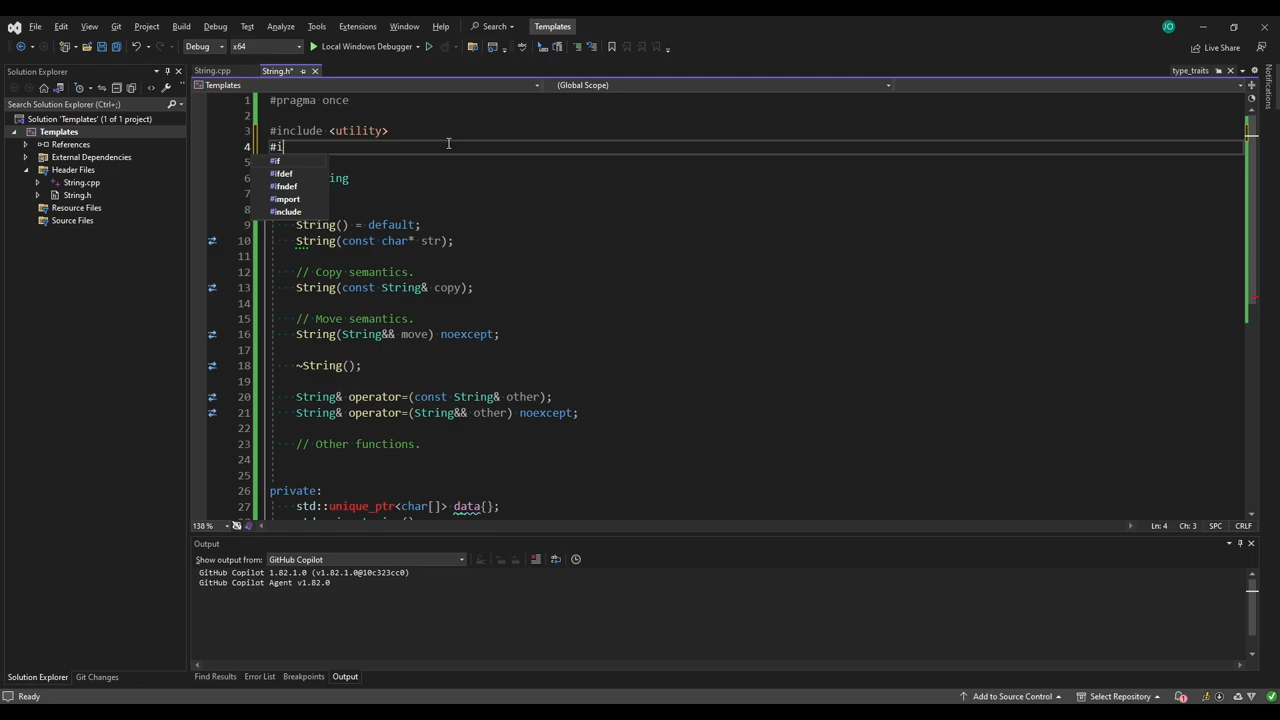 File Edit View Git Project Build Debug Test Analyze Tools Extensions Window Help Search Templates JO
Debug x64 Local Windows Debugger Live Share
Solution Explorer
Search Solution Explorer (Ctrl+;)
Solution 'Templates' (1 of 1 project)
Templates
References
External Dependencies
Header Files
String.cpp
String.h
Resource Files
Source Files
Solution Explorer Git Changes
String.cpp String.h* type_traits
Templates (Global Scope)
1 #pragma once
2
3 #include <utility>
4 #i
5 #if
#ifdef
6 ing
#ifndef
7 #import
8 #include
9 String() = default;
10 String(const char* str);
11
12 // Copy semantics.
13 String(const String& copy);
14
15 // Move semantics.
16 String(String&& move) noexcept;
17
18 ~String();
19
20 String& operator=(const String& other);
21 String& operator=(String&& other) noexcept;
22
23 // Other functions.
24
25
26 private:
27 std::unique_ptr<char[]> data{};
138 % Ln: 4 Ch: 3 SPC CRLF
Output
Show output from: GitHub Copilot
GitHub Copilot 1.82.1.0 (v1.82.1.0@10c323cc0)
GitHub Copilot Agent v1.82.0
Find Results Error List Breakpoints Output
Ready Add to Source Control Select Repository 1
Notifications